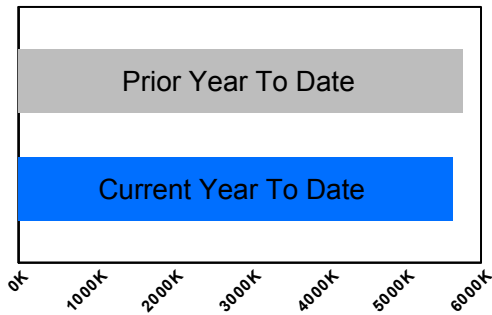 Prior Year To Date
Current Year To Date
0K 1000K 2000K 3000K 4000K 5000K 6000K